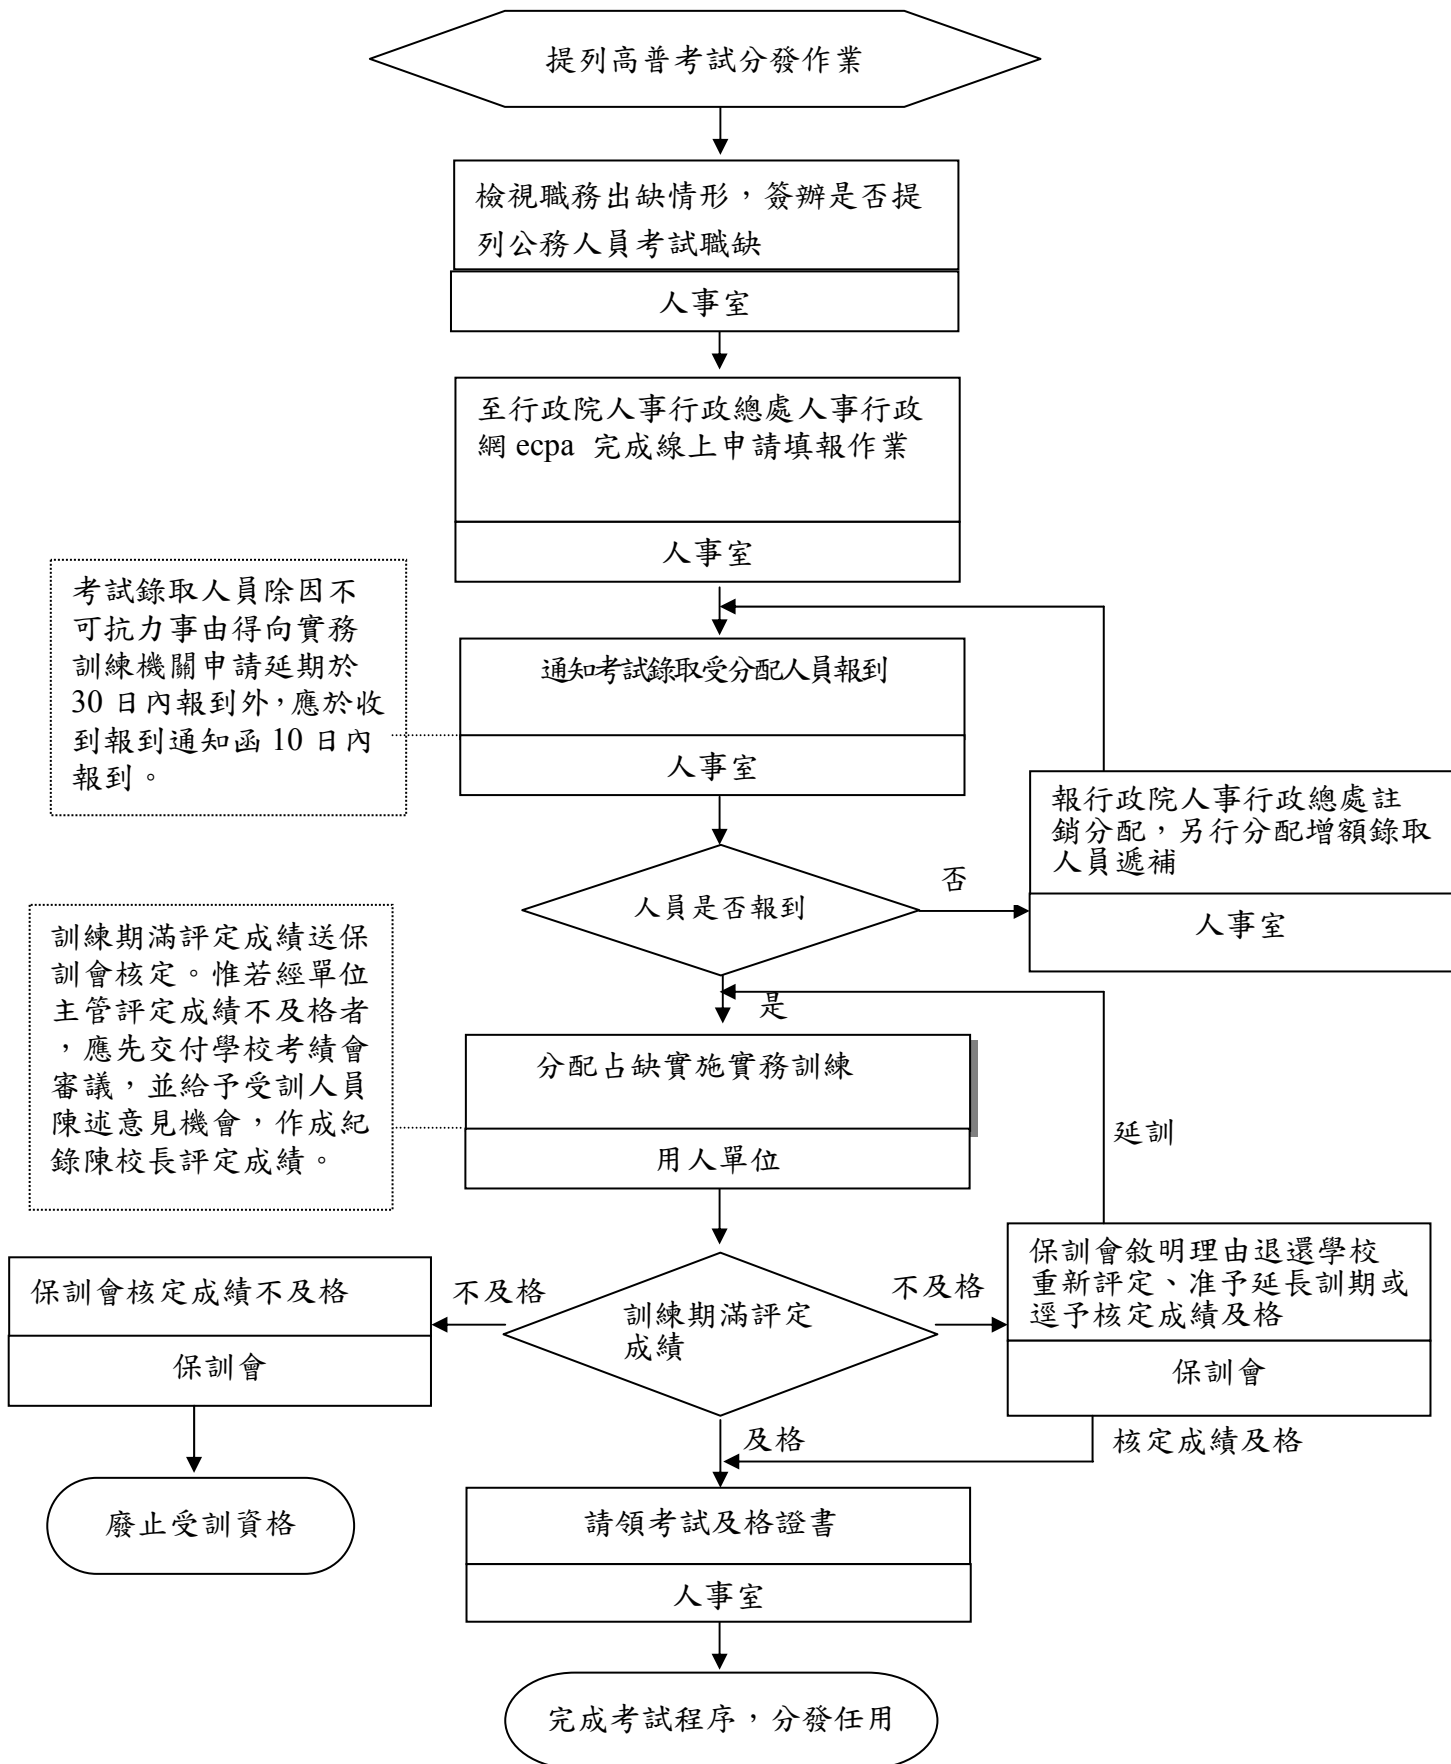 提列高普考試分發作業
檢視職務出缺情形，簽辦是否提
列公務人員考試職缺
人事室
至行政院人事行政總處人事行政
網 ecpa 完成線上申請填報作業
人事室
考試錄取人員除因不
可抗力事由得向實務
訓練機關申請延期於
30 日內報到外，應於收
到報到通知函 10 日內
報到。
通知考試錄取受分配人員報到
人事室
報行政院人事行政總處註
銷分配，另行分配增額錄取
人員遞補
人事室
人員是否報到
否
是
訓練期滿評定成績送保
訓會核定。惟若經單位
主管評定成績不及格者
，應先交付學校考績會
審議，並給予受訓人員
陳述意見機會，作成紀
錄陳校長評定成績。
分配占缺實施實務訓練
用人單位
延訓
保訓會核定成績不及格
保訓會
不及格
訓練期滿評定
成績
不及格
保訓會敘明理由退還學校
重新評定、准予延長訓期或
逕予核定成績及格
保訓會
及格
核定成績及格
廢止受訓資格
請領考試及格證書
人事室
完成考試程序，分發任用